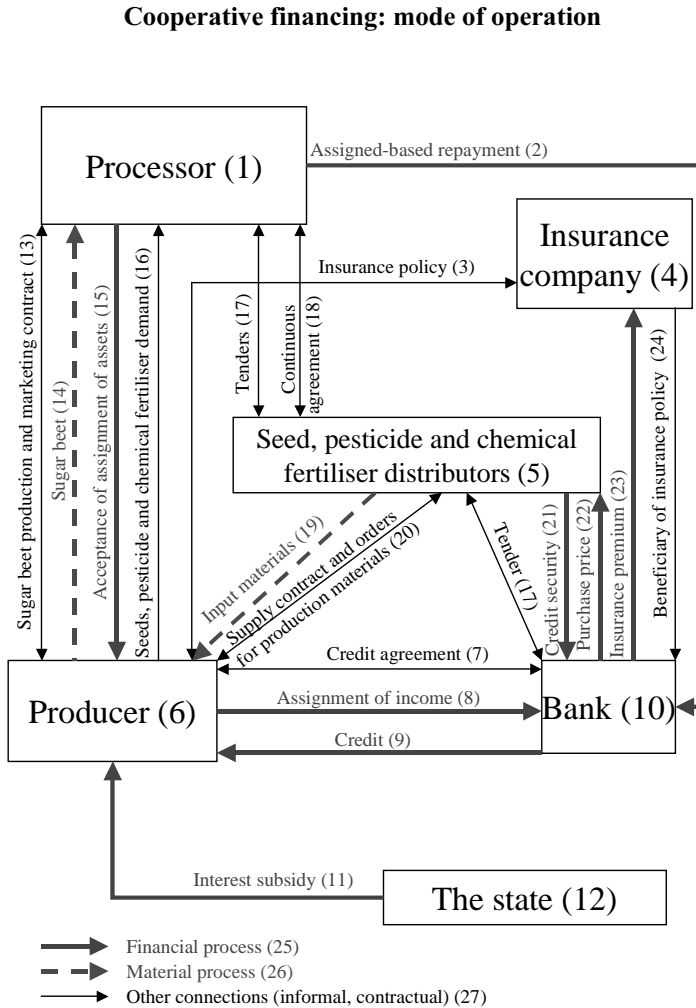 Cooperative financing: mode of operation
Processor (1)
Assigned-based repayment (2)
Insurance
company (4)
Insurance policy (3)
Sugar beet production and marketing contract (13)
Sugar beet (14)
Acceptance of assignment of assets (15)
Seeds, pesticide and chemical fertiliser demand (16)
Tenders (17)
Continuous
agreement (18)
Seed, pesticide and chemical
fertiliser distributors (5)
Input materials (19)
Supply contract and orders
for production materials (20)
Tender (17)
Credit security (21)
Purchase price (22)
Insurance premium (23)
Beneficiary of insurance policy (24)
Credit agreement (7)
Producer (6)
Assignment of income (8)
Bank (10)
Credit (9)
Interest subsidy (11)
The state (12)
Financial process (25)
Material process (26)
Other connections (informal, contractual) (27)